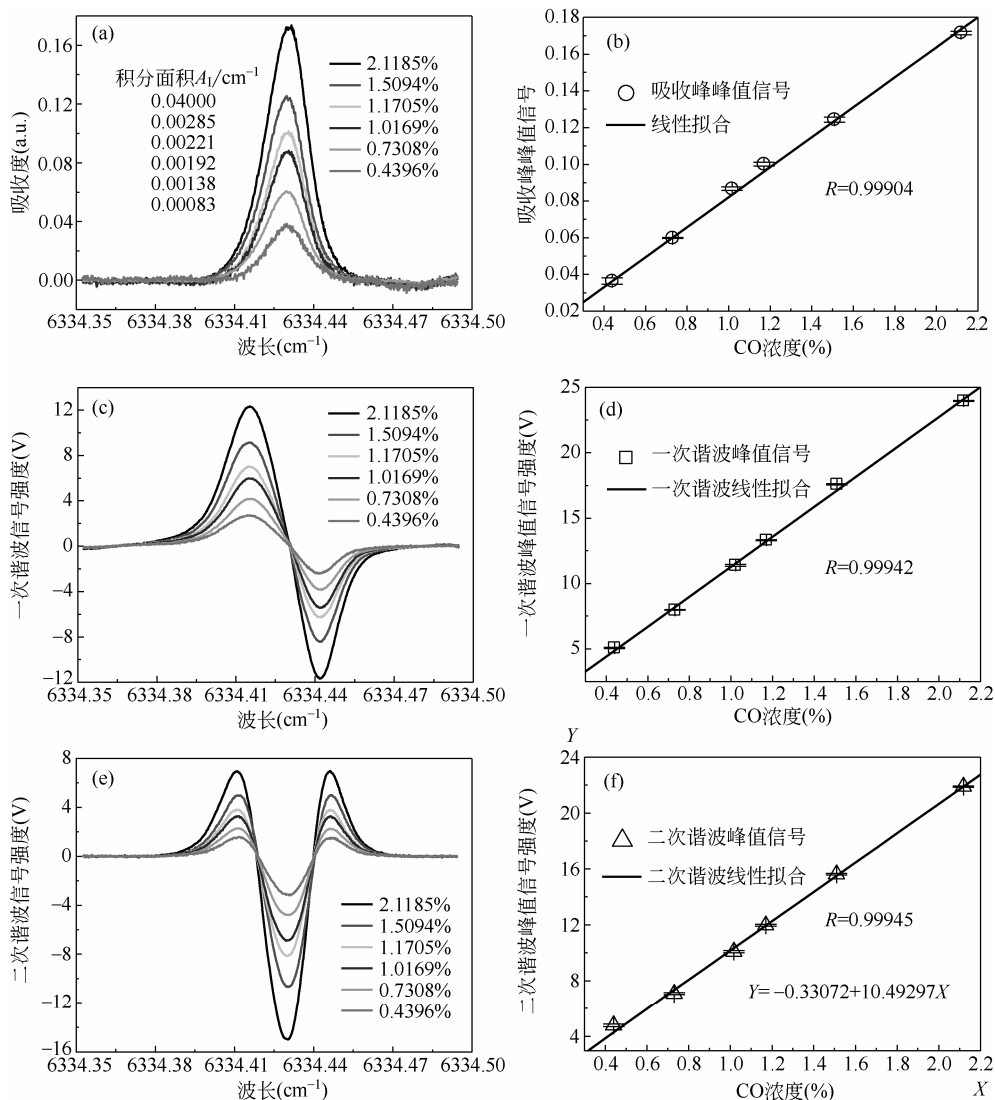 (a)
吸收度(a.u.)
0.16
0.12
0.08
0.04
0.00
积分面积A_I/cm⁻¹
0.04000
0.00285
0.00221
0.00192
0.00138
0.00083
2.1185%
1.5094%
1.1705%
1.0169%
0.7308%
0.4396%
6334.35 6334.38 6334.41 6334.44 6334.47 6334.50
波长(cm⁻¹)
(b)
吸收峰峰值信号
0.18
0.16
0.14
0.12
0.10
0.08
0.06
0.04
0.02
吸收峰峰值信号
线性拟合
R=0.99904
0.4 0.6 0.8 1.0 1.2 1.4 1.6 1.8 2.0 2.2
CO浓度(%)
(c)
一次谐波信号强度(V)
12
8
4
0
−4
−8
−12
2.1185%
1.5094%
1.1705%
1.0169%
0.7308%
0.4396%
6334.35 6334.38 6334.41 6334.44 6334.47 6334.50
波长(cm⁻¹)
(d)
一次谐波峰值信号强度(V)
25
20
15
10
5
一次谐波峰值信号
一次谐波线性拟合
R=0.99942
0.4 0.6 0.8 1.0 1.2 1.4 1.6 1.8 2.0 2.2
CO浓度(%)
(e)
二次谐波信号强度(V)
8
4
0
−4
−8
−12
−16
2.1185%
1.5094%
1.1705%
1.0169%
0.7308%
0.4396%
6334.35 6334.38 6334.41 6334.44 6334.47 6334.50
波长(cm⁻¹)
Y
(f)
二次谐波峰值信号强度(V)
24
20
16
12
8
4
二次谐波峰值信号
二次谐波线性拟合
R=0.99945
Y= −0.33072+10.49297X
0.4 0.6 0.8 1.0 1.2 1.4 1.6 1.8 2.0 2.2
CO浓度(%)
X